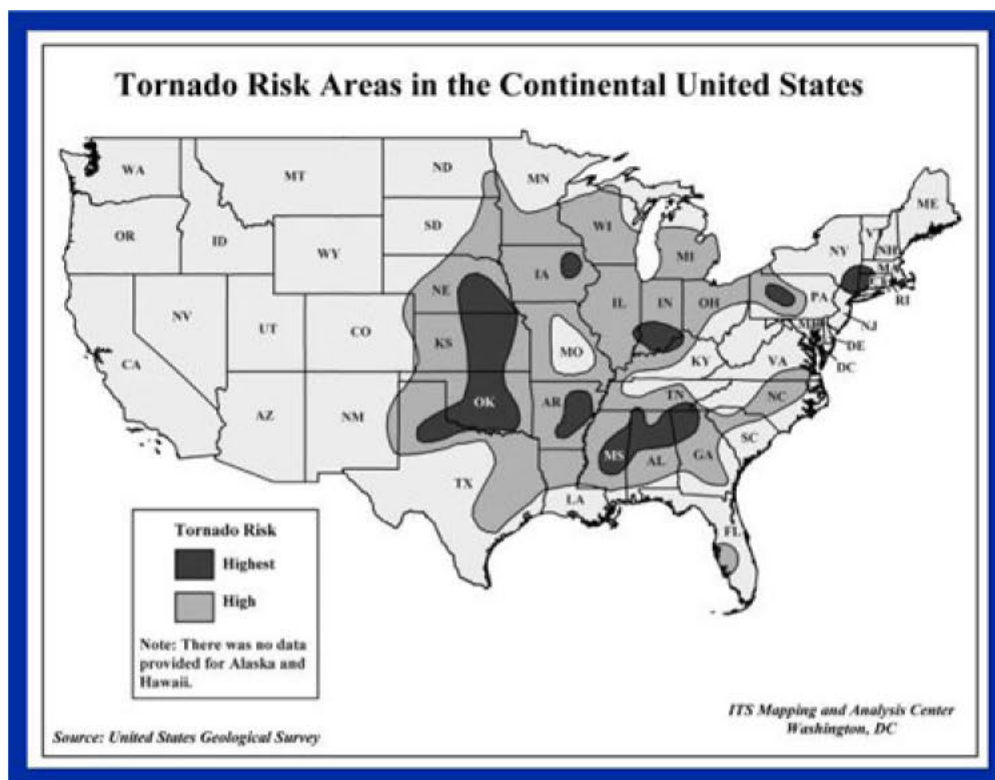 Tornado Risk Areas in the Continental United States
WA
MT
ND
MN
ME
OR
ID
SD
WI
MI
NY
VT
NH
WY
IA
NE
IL
IN
OH
PA
RI
NV
UT
CO
KS
MO
KY
VA
NJ
DE
DC
CA
AZ
NM
OK
AR
TN
NC
SC
TX
MS
AL
GA
LA
FL
Tornado Risk
Highest
High
Note: There was no data
provided for Alaska and
Hawaii.
ITS Mapping and Analysis Center
Washington, DC
Source: United States Geological Survey